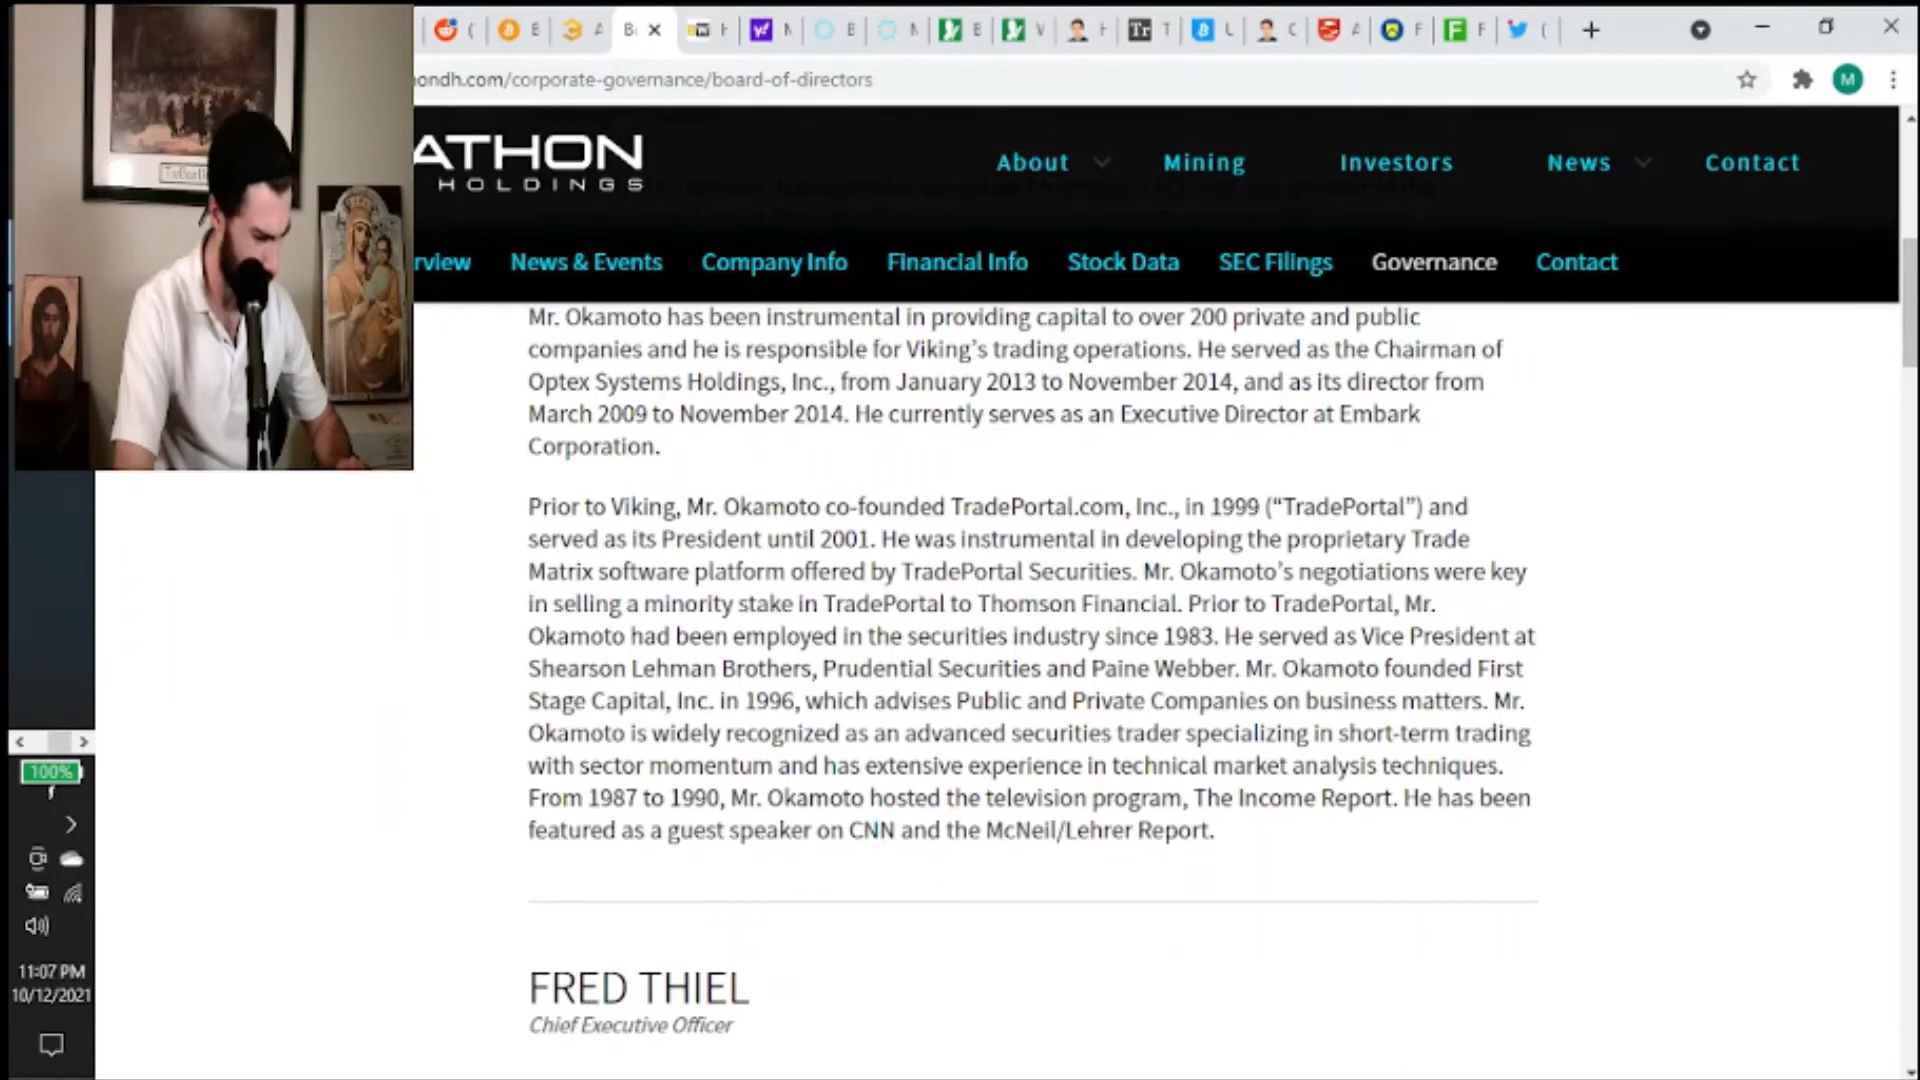 ondh.com/corporate-governance/board-of-directors
M
ATHON
HOLDINGS
About
Mining
Investors
News
Contact
rview
News & Events
Company Info
Financial Info
Stock Data
SEC Filings
Governance
Contact
Mr. Okamoto has been instrumental in providing capital to over 200 private and public
companies and he is responsible for Viking’s trading operations. He served as the Chairman of
Optex Systems Holdings, Inc., from January 2013 to November 2014, and as its director from
March 2009 to November 2014. He currently serves as an Executive Director at Embark
Corporation.
Prior to Viking, Mr. Okamoto co-founded TradePortal.com, Inc., in 1999 (“TradePortal”) and
served as its President until 2001. He was instrumental in developing the proprietary Trade
Matrix software platform offered by TradePortal Securities. Mr. Okamoto’s negotiations were key
in selling a minority stake in TradePortal to Thomson Financial. Prior to TradePortal, Mr.
Okamoto had been employed in the securities industry since 1983. He served as Vice President at
Shearson Lehman Brothers, Prudential Securities and Paine Webber. Mr. Okamoto founded First
Stage Capital, Inc. in 1996, which advises Public and Private Companies on business matters. Mr.
Okamoto is widely recognized as an advanced securities trader specializing in short-term trading
with sector momentum and has extensive experience in technical market analysis techniques.
From 1987 to 1990, Mr. Okamoto hosted the television program, The Income Report. He has been
featured as a guest speaker on CNN and the McNeil/Lehrer Report.
FRED THIEL
Chief Executive Officer
100%
11:07 PM
10/12/2021